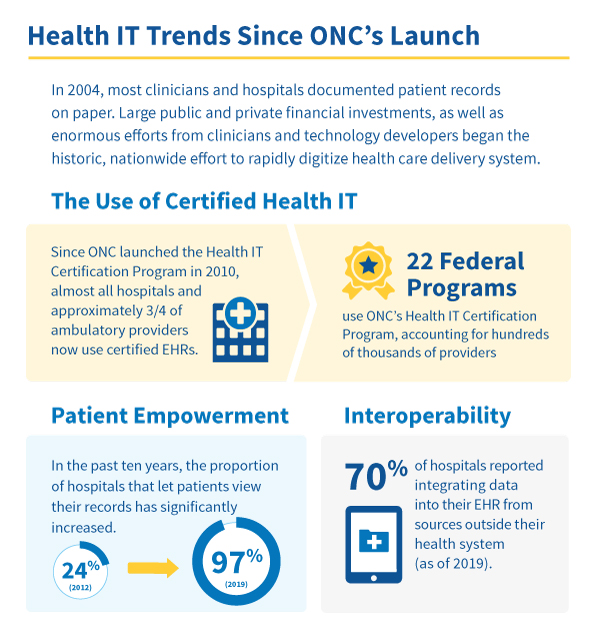 Health IT Trends Since ONC's Launch
In 2004, most clinicians and hospitals documented patient records
on paper. Large public and private financial investments, as well as
enormous efforts from clinicians and technology developers began the
historic, nationwide effort to rapidly digitize health care delivery system.
The Use of Certified Health IT
Since ONC launched the Health IT
Certification Program in 2010,
almost all hospitals and
approximately 3/4 of
ambulatory providers
now use certified EHRs.
22 Federal
Programs
use ONC's Health IT Certification
Program, accounting for hundreds
of thousands of providers
Patient Empowerment
In the past ten years, the proportion
of hospitals that let patients view
their records has significantly
increased.
24%
(2012)
97%
(2019)
Interoperability
70%
of hospitals reported
integrating data
into their EHR from
sources outside their
health system
(as of 2019).